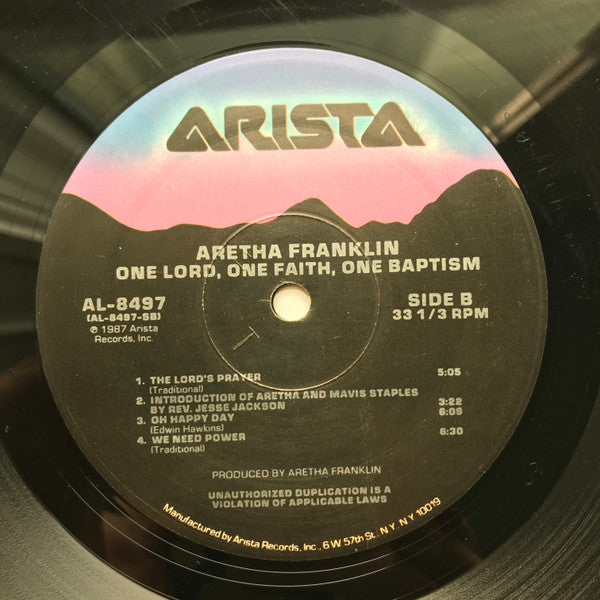 ARISTA
ARETHA FRANKLIN
ONE LORD, ONE FAITH, ONE BAPTISM
AL-8497
(AL-8497-SB)
℗ 1987 Arista
Records, Inc.
SIDE B
33 1/3 RPM
1. THE LORD'S PRAYER 5:05
(Traditional)
2. INTRODUCTION OF ARETHA AND MAVIS STAPLES
BY REV. JESSE JACKSON 3:22
3. OH HAPPY DAY 6:09
(Edwin Hawkins)
4. WE NEED POWER 6:30
(Traditional)
PRODUCED BY ARETHA FRANKLIN
UNAUTHORIZED DUPLICATION IS A
VIOLATION OF APPLICABLE LAWS
Manufactured by Arista Records, Inc., 6 W. 57th St., N.Y. N.Y. 10019